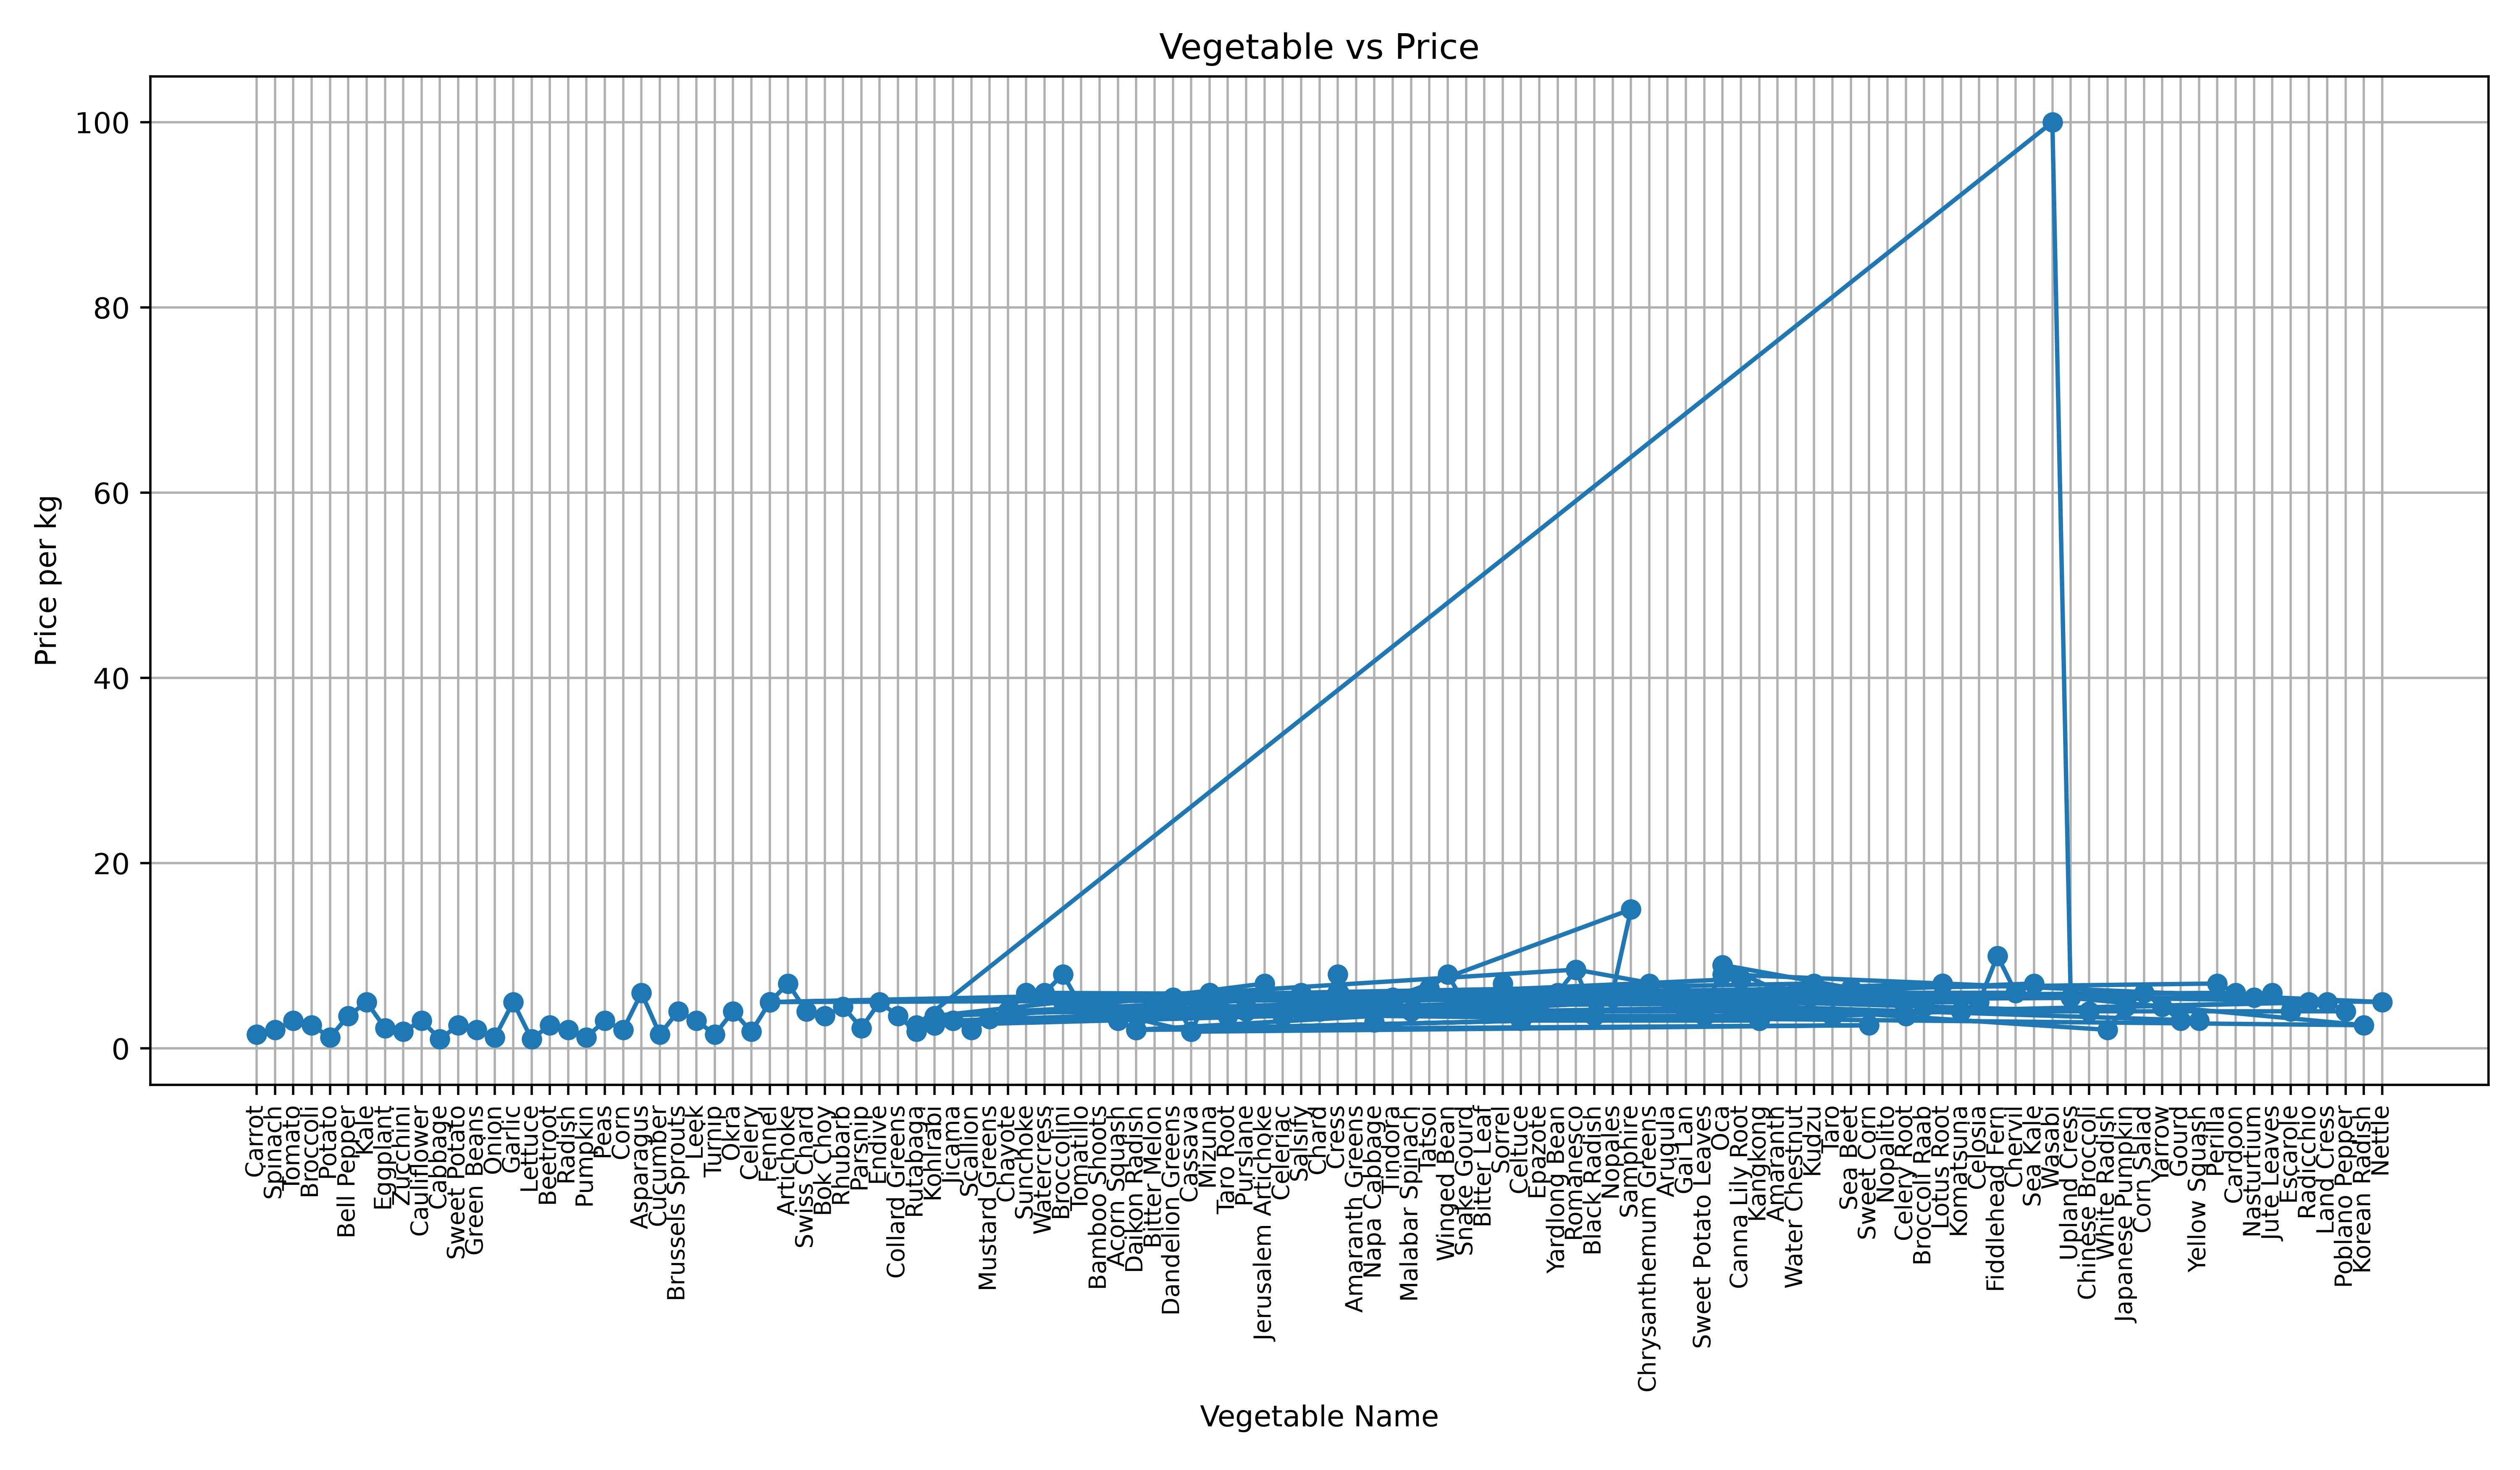 Vegetable vs Price
100
80
60
40
20
0
Price per kg
Carrot
Spinach
Tomato
Broccoli
Potato
Bell Pepper
Kale
Eggplant
Zucchini
Cauliflower
Cabbage
Sweet Potato
Green Beans
Onion
Garlic
Lettuce
Beetroot
Radish
Pumpkin
Peas
Corn
Asparagus
Cucumber
Brussels Sprouts
Leek
Turnip
Okra
Celery
Fennel
Artichoke
Swiss Chard
Bok Choy
Rhubarb
Parsnip
Endive
Collard Greens
Rutabaga
Kohlrabi
Jicama
Scallion
Mustard Greens
Chayote
Sunchoke
Watercress
Broccolini
Tomatillo
Bamboo Shoots
Acorn Squash
Daikon Radish
Bitter Melon
Dandelion Greens
Cassava
Mizuna
Taro Root
Purslane
Jerusalem Artichoke
Celeriac
Salsify
Chard
Cress
Amaranth Greens
Napa Cabbage
Tindora
Malabar Spinach
Tatsoi
Winged Bean
Snake Gourd
Bitter Leaf
Sorrel
Celtuce
Epazote
Yardlong Bean
Romanesco
Black Radish
Nopales
Samphire
Chrysanthemum Greens
Arugula
Gai Lan
Sweet Potato Leaves
Oca
Canna Lily Root
Kangkong
Amaranth
Water Chestnut
Kudzu
Taro
Sea Beet
Sweet Corn
Nopalito
Celery Root
Broccoli Raab
Lotus Root
Komatsuna
Celosia
Fiddlehead Fern
Chervil
Sea Kale
Wasabi
Upland Cress
Chinese Broccoli
White Radish
Japanese Pumpkin
Corn Salad
Yarrow
Gourd
Yellow Squash
Perilla
Cardoon
Nasturtium
Jute Leaves
Escarole
Radicchio
Land Cress
Poblano Pepper
Korean Radish
Nettle
Vegetable Name